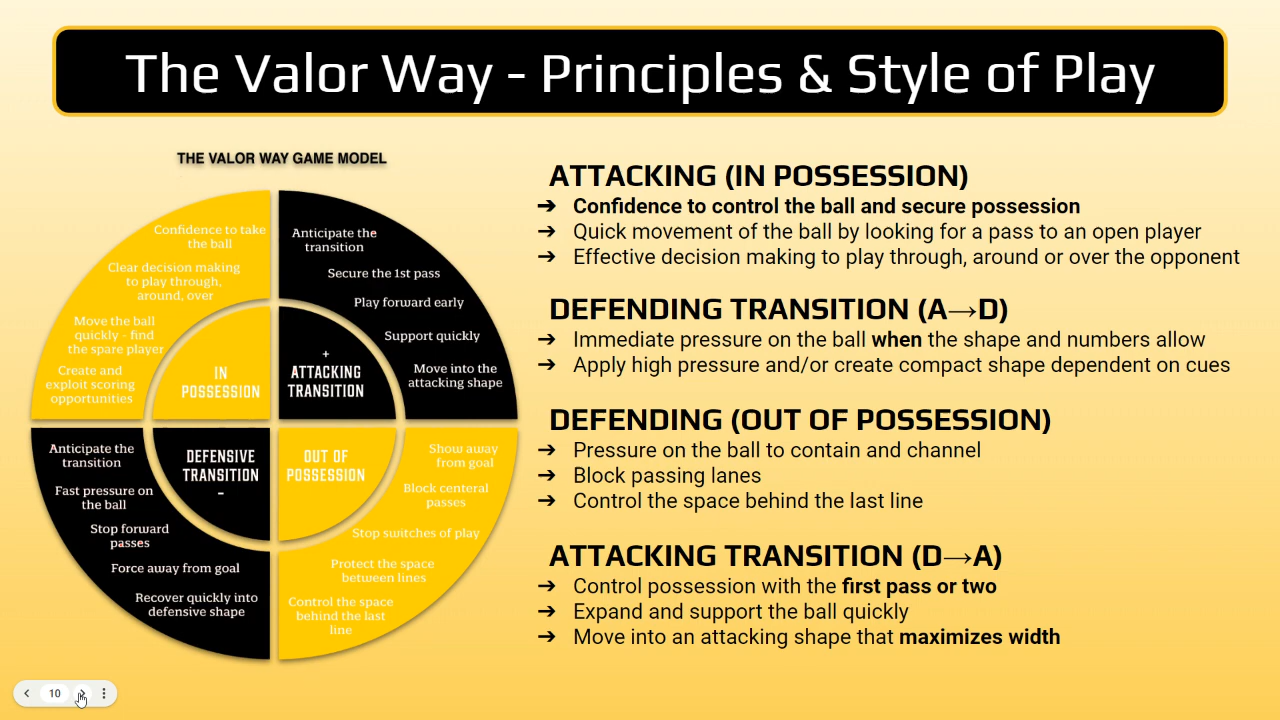 The Valor Way - Principles & Style of Play
THE VALOR WAY GAME MODEL
Confidence to take
the ball
Clear decision making
to play through,
around, over
Move the ball
quickly - find
the spare player
Create and
exploit scoring
opportunities
IN
POSSESSION
Anticipate the
transition
Secure the 1st pass
Play forward early
Support quickly
Move into the
attacking shape
+
ATTACKING
TRANSITION
Anticipate the
transition
Fast pressure on
the ball
Stop forward
passes
Force away from goal
Recover quickly into
defensive shape
DEFENSIVE
TRANSITION
-
OUT OF
POSSESSION
Show away
from goal
Block centeral
passes
Stop switches of play
Protect the space
between lines
Control the space
behind the last
line
ATTACKING (IN POSSESSION)
➔ Confidence to control the ball and secure possession
➔ Quick movement of the ball by looking for a pass to an open player
➔ Effective decision making to play through, around or over the opponent
DEFENDING TRANSITION (A→D)
➔ Immediate pressure on the ball when the shape and numbers allow
➔ Apply high pressure and/or create compact shape dependent on cues
DEFENDING (OUT OF POSSESSION)
➔ Pressure on the ball to contain and channel
➔ Block passing lanes
➔ Control the space behind the last line
ATTACKING TRANSITION (D→A)
➔ Control possession with the first pass or two
➔ Expand and support the ball quickly
➔ Move into an attacking shape that maximizes width
10